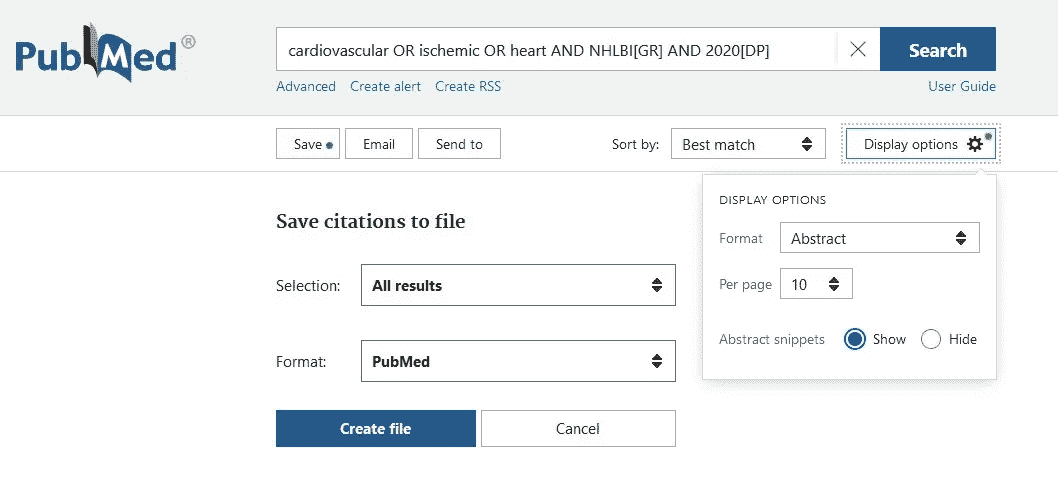 PubMed®
cardiovascular OR ischemic OR heart AND NHLBI[GR] AND 2020[DP]
Search
Advanced Create alert Create RSS User Guide
Save Email Send to Sort by: Best match Display options
DISPLAY OPTIONS
Format Abstract
Per page 10
Abstract snippets Show Hide
Save citations to file
Selection: All results
Format: PubMed
Create file Cancel